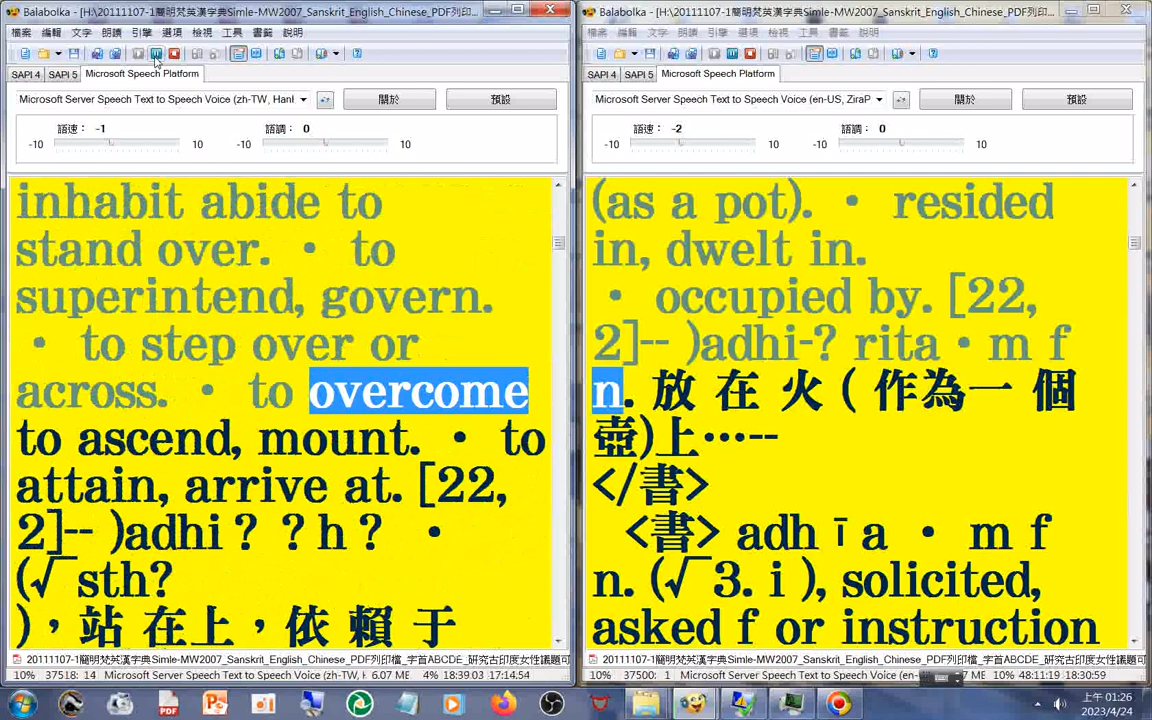 Balabolka - [H:\20111107-1簡明梵英漢字典Simle-MW2007_Sanskrit_English_Chinese_PDF列印檔_字首...
檔案 編輯 文字 朗讀 引擎 選項 檢視 工具 書籤 說明
SAPI 4 SAPI 5 Microsoft Speech Platform
Microsoft Server Speech Text to Speech Voice (zh-TW, HanH 關於 預設
語速： -1 語調： 0
-10 10 -10 10
inhabit abide to
stand over. • to
superintend, govern.
• to step over or
across. • to overcome
to ascend, mount. • to
attain, arrive at. [22,
2]-- )adhi？？h？ •
(√ sth?
)，站 在上，依 賴 于
20111107-1簡明梵英漢字典Simle-MW2007_Sanskrit_English_Chinese_PDF列印檔_字首ABCDE_研究古印度女性議題可
10% 37518: 14 Microsoft Server Speech Text to Speech Voice (zh-TW, H 6.07 MB 4% 18:39:03 17:14:54
Balabolka - [H:\20111107-1簡明梵英漢字典Simle-MW2007_Sanskrit_English_Chinese_PDF列印檔_字首...
檔案 編輯 文字 朗讀 引擎 選項 檢視 工具 書籤 說明
SAPI 4 SAPI 5 Microsoft Speech Platform
Microsoft Server Speech Text to Speech Voice (en-US, ZiraP 關於 預設
語速： -2 語調： 0
-10 10 -10 10
(as a pot). • resided
in, dwelt in.
• occupied by. [22,
2]-- )adhi-? rita • m f
n. 放 在 火 ( 作為一 個
壺)上…--
</書>
<書> adh ī a • m f
n. (√ 3. i ), solicited,
asked f or instruction
20111107-1簡明梵英漢字典Simle-MW2007_Sanskrit_English_Chinese_PDF列印檔_字首ABCDE_研究古印度女性議題可
10% 37500: 1 Microsoft Server Speech Text to Speech Voice (en-US, Z 10% 48:11:19 18:30:59
上午 01:26
2023/4/24